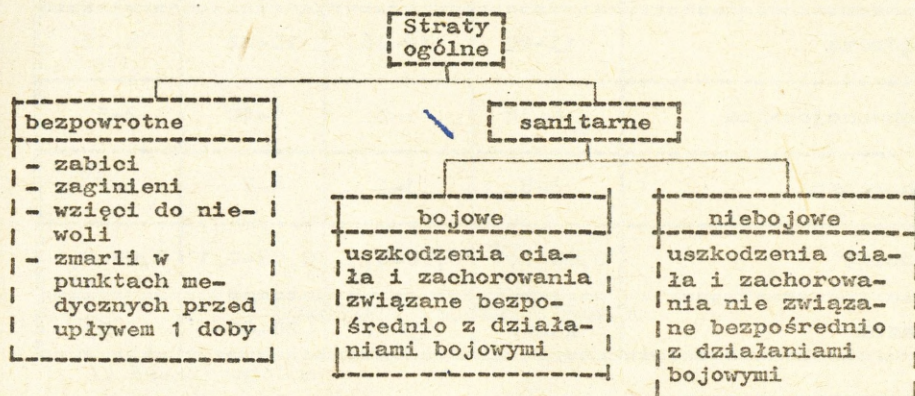 Straty
ogólne
bezpowrotne
- zabici
- zaginieni
- wzięci do nie-
woli
- zmarli w
punktach me-
dycznych przed
upływem 1 doby
sanitarne
bojowe
uszkodzenia cia-
ła i zachorowania
związane bezpo-
średnio z działa-
niami bojowymi
niebojowe
uszkodzenia cia-
ła i zachorowa-
nia nie związa-
ne bezpośrednio
z działaniami
bojowymi